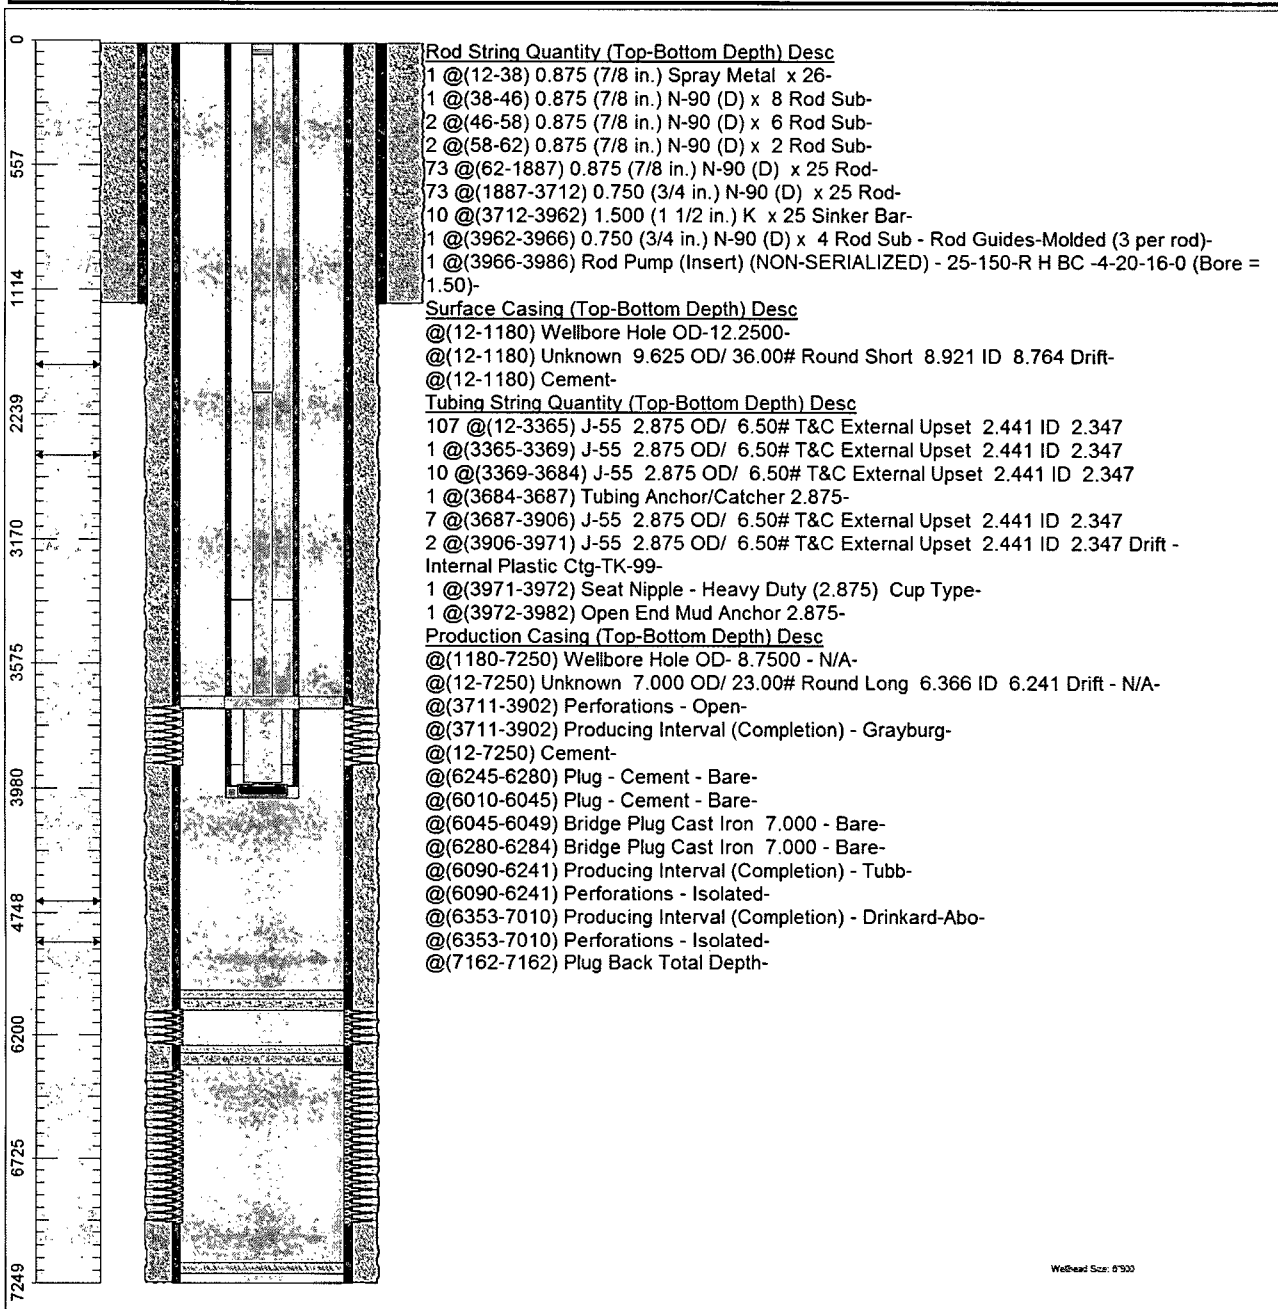 0
557
1114
2239
3170
3575
3980
4748
6200
6725
7249
Rod String Quantity (Top-Bottom Depth) Desc
1 @(12-38) 0.875 (7/8 in.) Spray Metal x 26-
1 @(38-46) 0.875 (7/8 in.) N-90 (D) x 8 Rod Sub-
2 @(46-58) 0.875 (7/8 in.) N-90 (D) x 6 Rod Sub-
2 @(58-62) 0.875 (7/8 in.) N-90 (D) x 2 Rod Sub-
73 @(62-1887) 0.875 (7/8 in.) N-90 (D) x 25 Rod-
73 @(1887-3712) 0.750 (3/4 in.) N-90 (D) x 25 Rod-
10 @(3712-3962) 1.500 (1 1/2 in.) K x 25 Sinker Bar-
1 @(3962-3966) 0.750 (3/4 in.) N-90 (D) x 4 Rod Sub - Rod Guides-Molded (3 per rod)-
1 @(3966-3986) Rod Pump (Insert) (NON-SERIALIZED) - 25-150-R H BC -4-20-16-0 (Bore =
1.50)-
Surface Casing (Top-Bottom Depth) Desc
@(12-1180) Wellbore Hole OD-12.2500-
@(12-1180) Unknown 9.625 OD/ 36.00# Round Short 8.921 ID 8.764 Drift-
@(12-1180) Cement-
Tubing String Quantity (Top-Bottom Depth) Desc
107 @(12-3365) J-55 2.875 OD/ 6.50# T&C External Upset 2.441 ID 2.347
1 @(3365-3369) J-55 2.875 OD/ 6.50# T&C External Upset 2.441 ID 2.347
10 @(3369-3684) J-55 2.875 OD/ 6.50# T&C External Upset 2.441 ID 2.347
1 @(3684-3687) Tubing Anchor/Catcher 2.875-
7 @(3687-3906) J-55 2.875 OD/ 6.50# T&C External Upset 2.441 ID 2.347
2 @(3906-3971) J-55 2.875 OD/ 6.50# T&C External Upset 2.441 ID 2.347 Drift -
Internal Plastic Ctg-TK-99-
1 @(3971-3972) Seat Nipple - Heavy Duty (2.875) Cup Type-
1 @(3972-3982) Open End Mud Anchor 2.875-
Production Casing (Top-Bottom Depth) Desc
@(1180-7250) Wellbore Hole OD- 8.7500 - N/A-
@(12-7250) Unknown 7.000 OD/ 23.00# Round Long 6.366 ID 6.241 Drift - N/A-
@(3711-3902) Perforations - Open-
@(3711-3902) Producing Interval (Completion) - Grayburg-
@(12-7250) Cement-
@(6245-6280) Plug - Cement - Bare-
@(6010-6045) Plug - Cement - Bare-
@(6045-6049) Bridge Plug Cast Iron 7.000 - Bare-
@(6280-6284) Bridge Plug Cast Iron 7.000 - Bare-
@(6090-6241) Producing Interval (Completion) - Tubb-
@(6090-6241) Perforations - Isolated-
@(6353-7010) Producing Interval (Completion) - Drinkard-Abo-
@(6353-7010) Perforations - Isolated-
@(7162-7162) Plug Back Total Depth-
Wellhead Size: